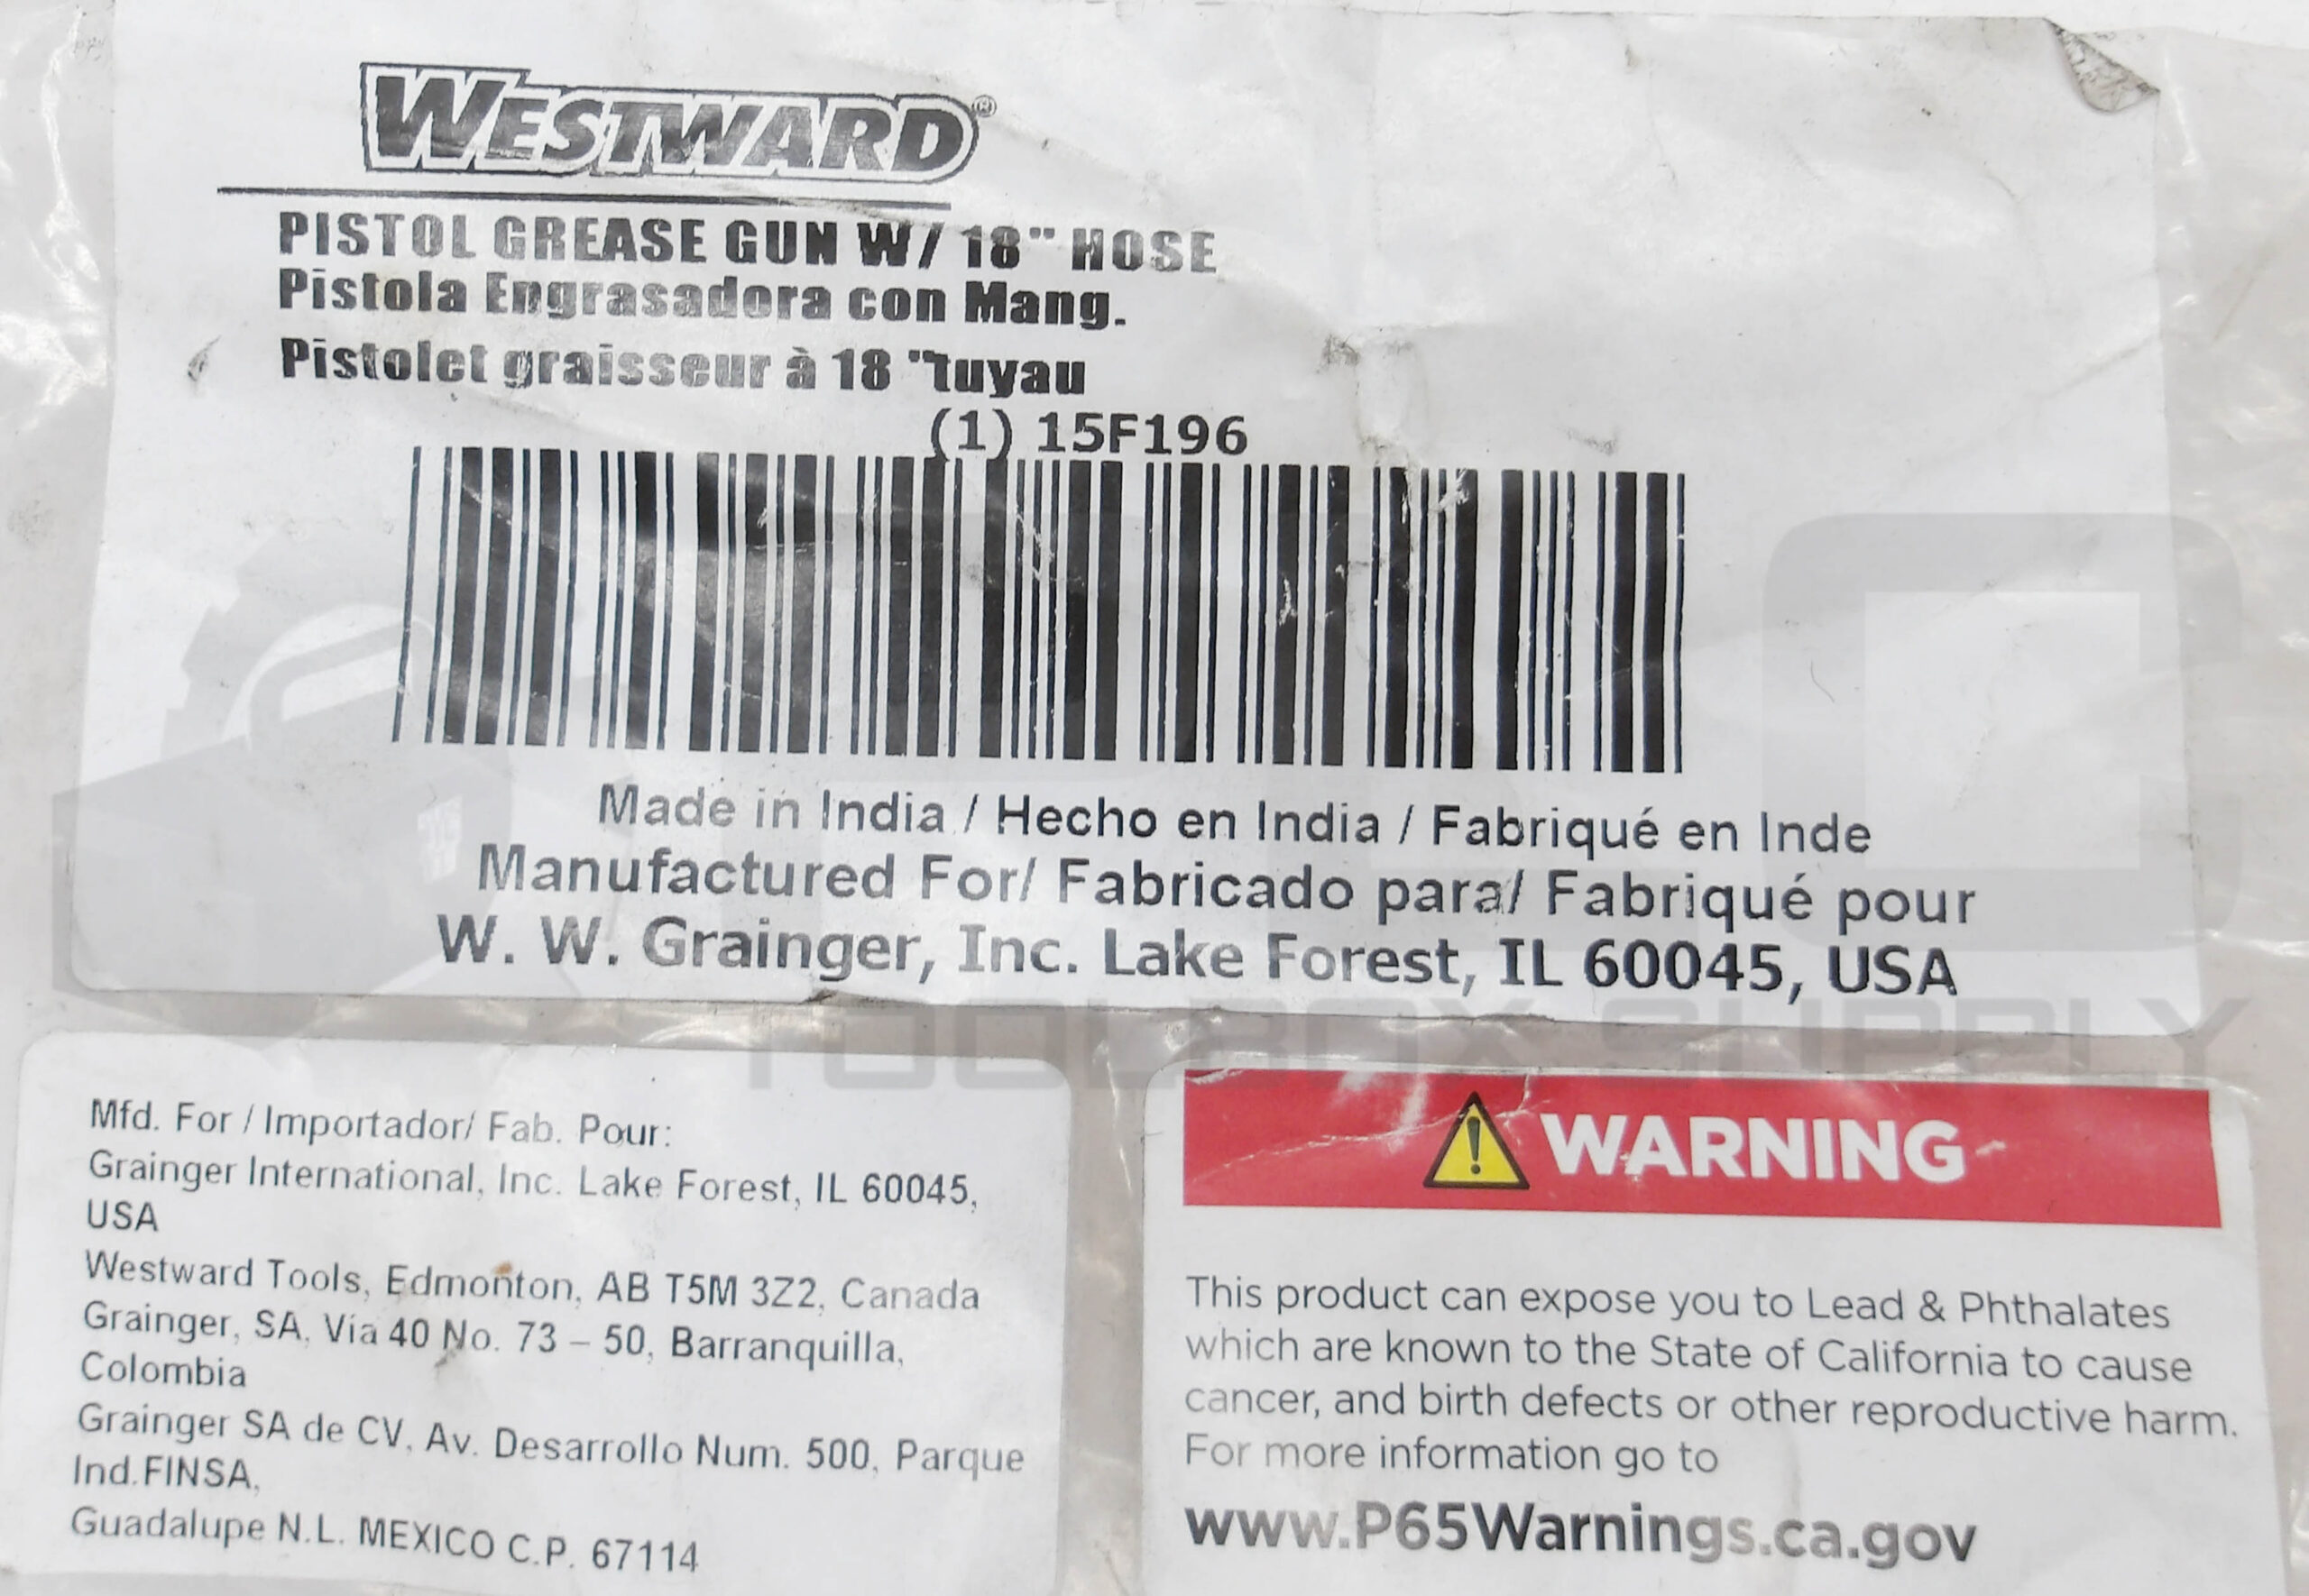 WESTWARD®
PISTOL GREASE GUN W/ 18" HOSE
Pistola Engrasadora con Mang.
Pistolet graisseur à 18 "tuyau
(1) 15F196
Made in India / Hecho en India / Fabriqué en Inde
Manufactured For/ Fabricado para/ Fabriqué pour
W. W. Grainger, Inc. Lake Forest, IL 60045, USA
TOOLBOX SUPPLY
Mfd. For / Importador/ Fab. Pour:
Grainger International, Inc. Lake Forest, IL 60045,
USA
Westward Tools, Edmonton, AB T5M 3Z2, Canada
Grainger, SA, Vía 40 No. 73 – 50, Barranquilla,
Colombia
Grainger SA de CV, Av. Desarrollo Num. 500, Parque
Ind.FINSA,
Guadalupe N.L. MEXICO C.P. 67114
WARNING
This product can expose you to Lead & Phthalates
which are known to the State of California to cause
cancer, and birth defects or other reproductive harm.
For more information go to
www.P65Warnings.ca.gov